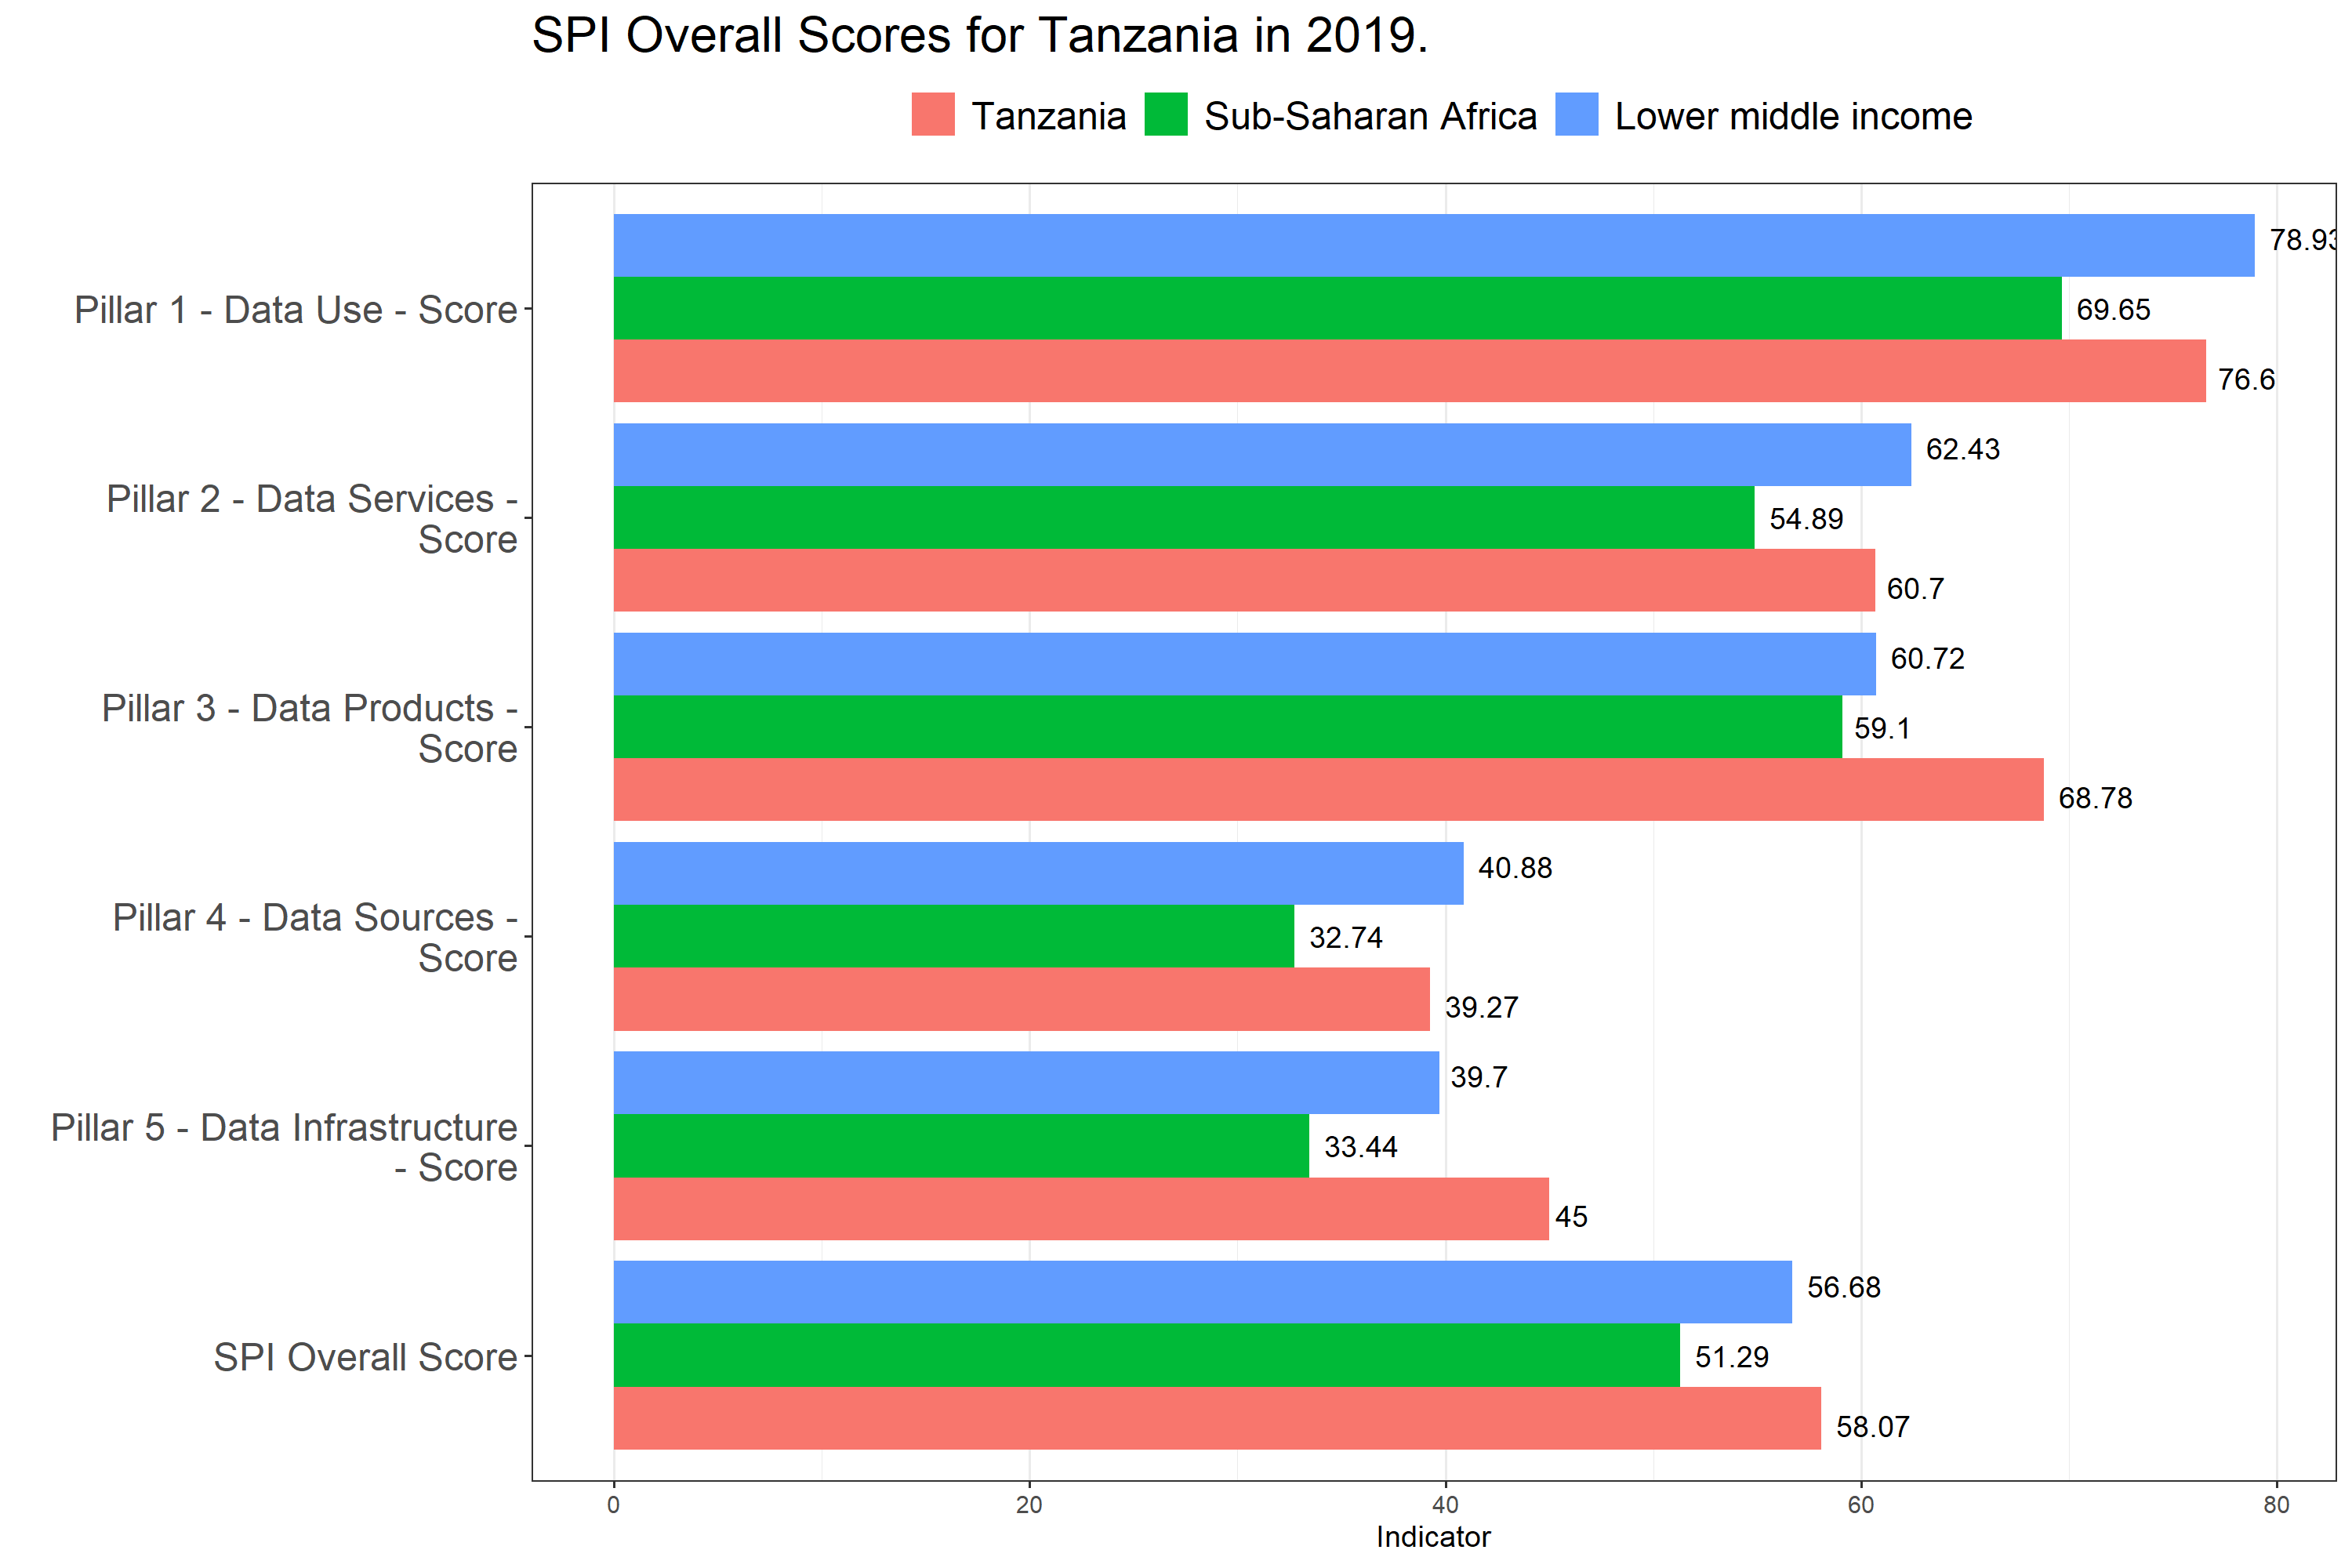 SPI Overall Scores for Tanzania in 2019.
Tanzania Sub-Saharan Africa Lower middle income
78.93
Pillar 1 - Data Use - Score
69.65
76.6
62.43
Pillar 2 - Data Services -
Score
54.89
60.7
60.72
Pillar 3 - Data Products -
Score
59.1
68.78
40.88
Pillar 4 - Data Sources -
Score
32.74
39.27
39.7
Pillar 5 - Data Infrastructure
- Score
33.44
45
56.68
SPI Overall Score
51.29
58.07
0 20 40 60 80
Indicator